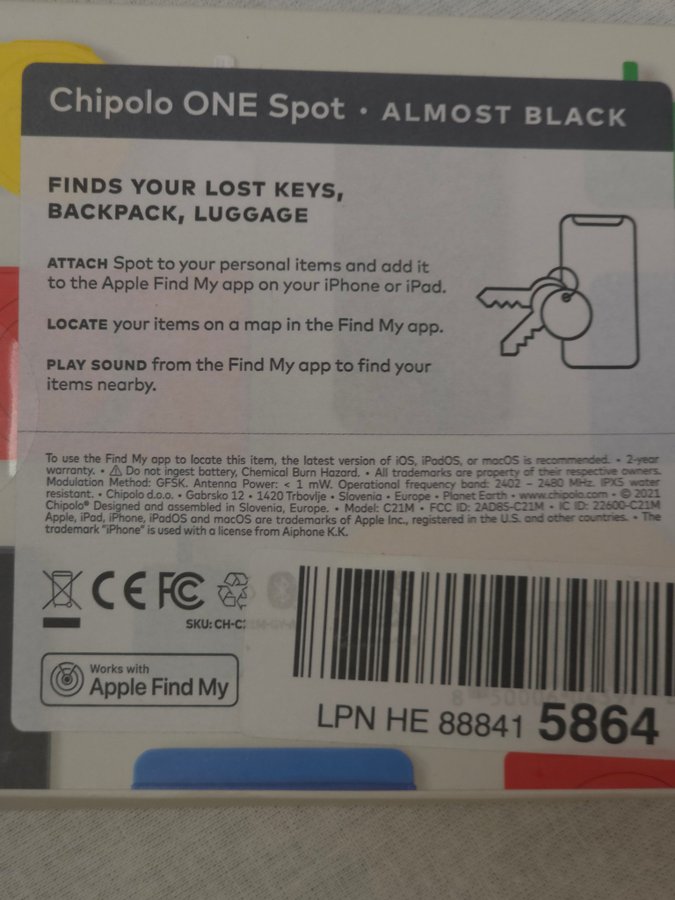 Chipolo ONE Spot · ALMOST BLACK
FINDS YOUR LOST KEYS,
BACKPACK, LUGGAGE
ATTACH Spot to your personal items and add it
to the Apple Find My app on your iPhone or iPad.
LOCATE your items on a map in the Find My app.
PLAY SOUND from the Find My app to find your
items nearby.
To use the Find My app to locate this item, the latest version of iOS, iPadOS, or macOS is recommended. • 2-year
warranty. • ⚠ Do not ingest battery, Chemical Burn Hazard. • All trademarks are property of their respective owners.
Modulation Method: GFSK. Antenna Power: < 1 mW. Operational frequency band: 2402 – 2480 MHz. IPX5 water
resistant. • Chipolo d.o.o. • Gabrsko 12 • 1420 Trbovlje • Slovenia • Europe • Planet Earth • www.chipolo.com • © 2021
Chipolo® Designed and assembled in Slovenia, Europe. • Model: C21M • FCC ID: 2AD85-C21M • IC ID: 22600-C21M
Apple, iPad, iPhone, iPadOS and macOS are trademarks of Apple Inc., registered in the U.S. and other countries. • The
trademark "iPhone" is used with a license from Aiphone K.K.
CE FC
SKU: CH-C
Works with
Apple Find My
LPN HE 88841 5864